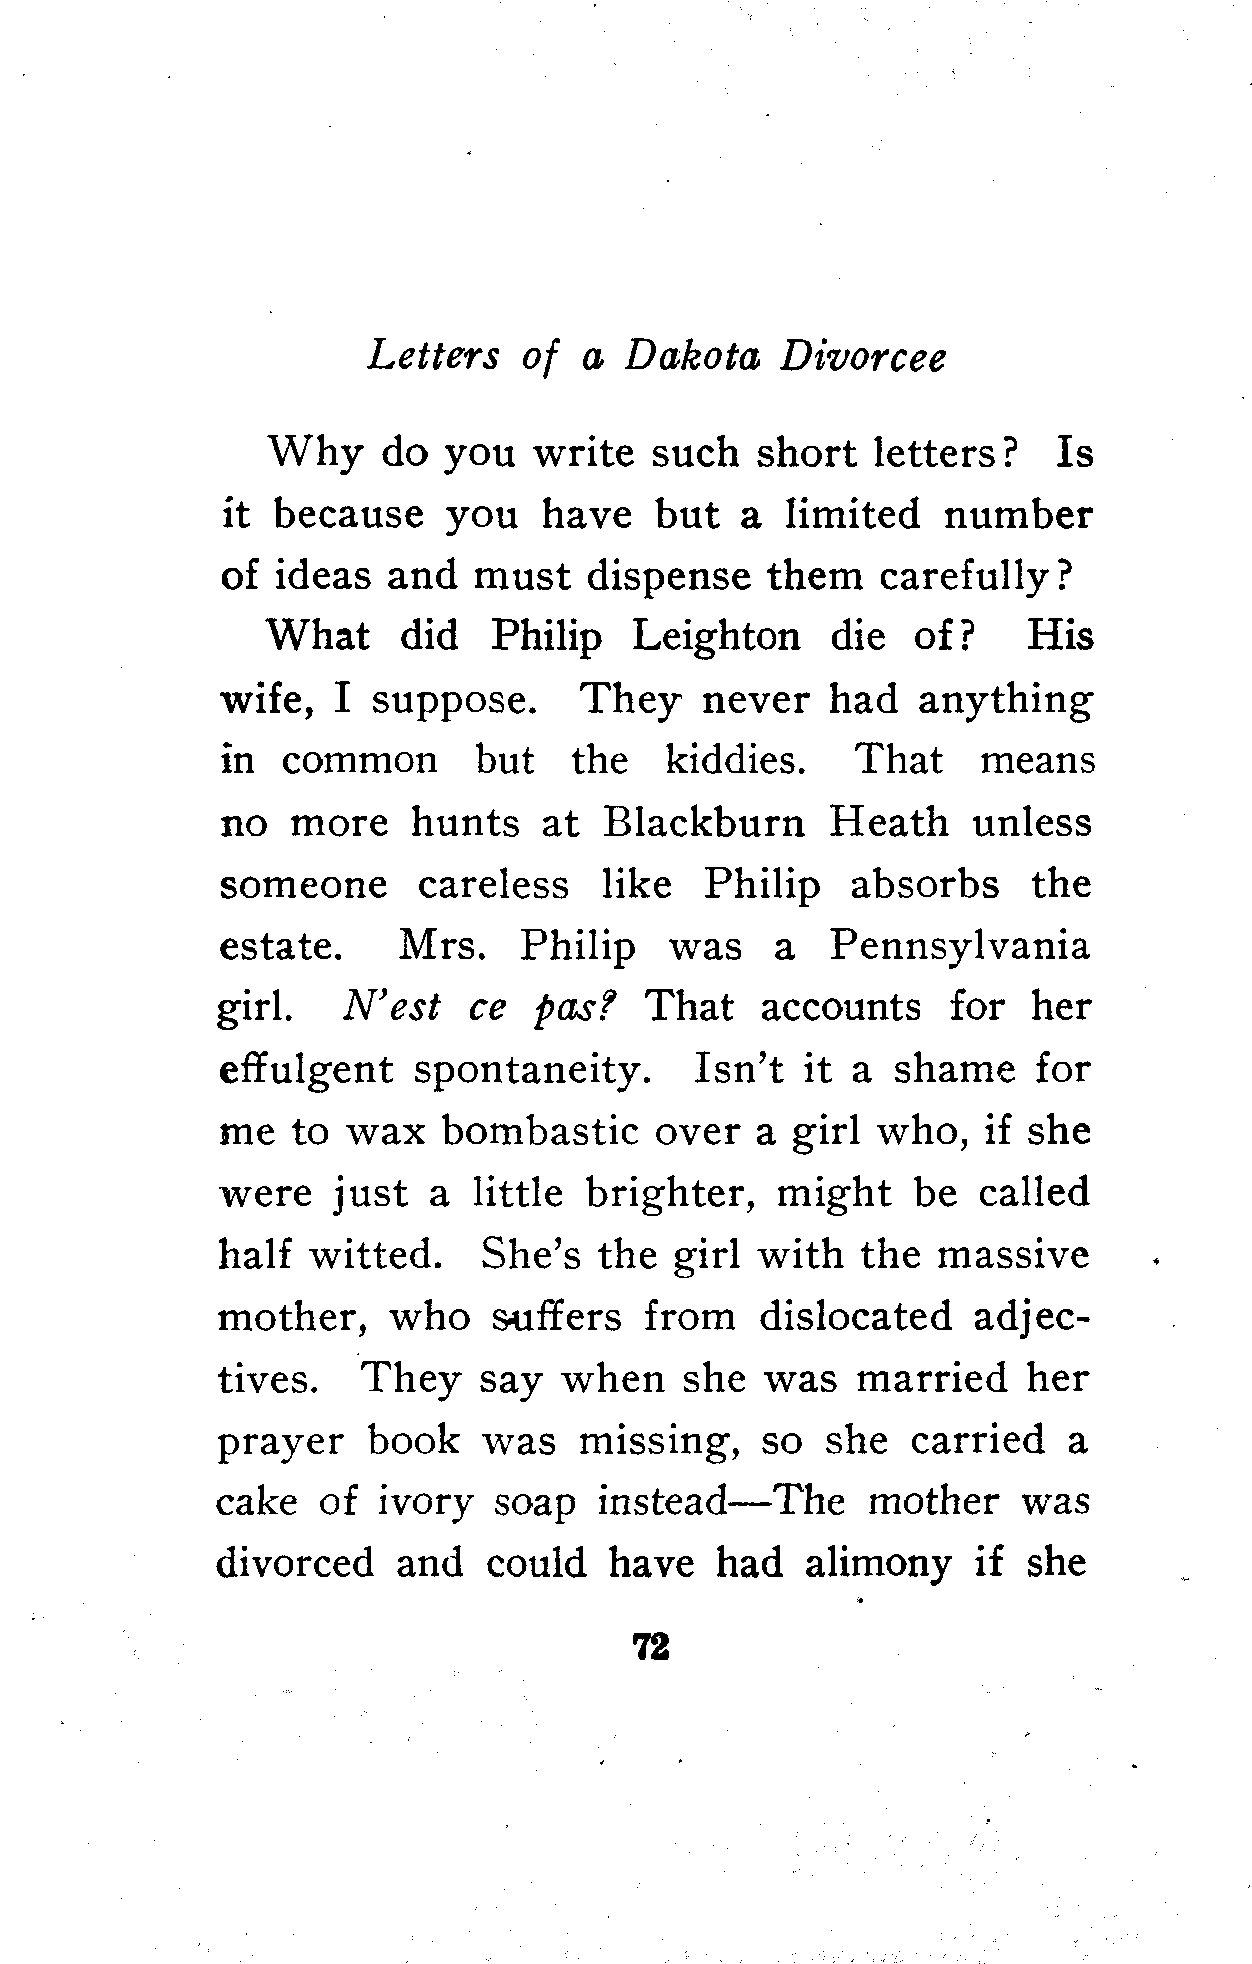 Letters of a Dakota Divorcee
Why do you write such short letters? Is
it because you have but a limited number
of ideas and must dispense them carefully?
What did Philip Leighton die of? His
wife, I suppose. They never had anything
in common but the kiddies. That means
no more hunts at Blackburn Heath unless
someone careless like Philip absorbs the
estate. Mrs. Philip was a Pennsylvania
girl. N'est ce pas? That accounts for her
effulgent spontaneity. Isn't it a shame for
me to wax bombastic over a girl who, if she
were just a little brighter, might be called
half witted. She's the girl with the massive
mother, who suffers from dislocated adjec-
tives. They say when she was married her
prayer book was missing, so she carried a
cake of ivory soap instead—The mother was
divorced and could have had alimony if she
72